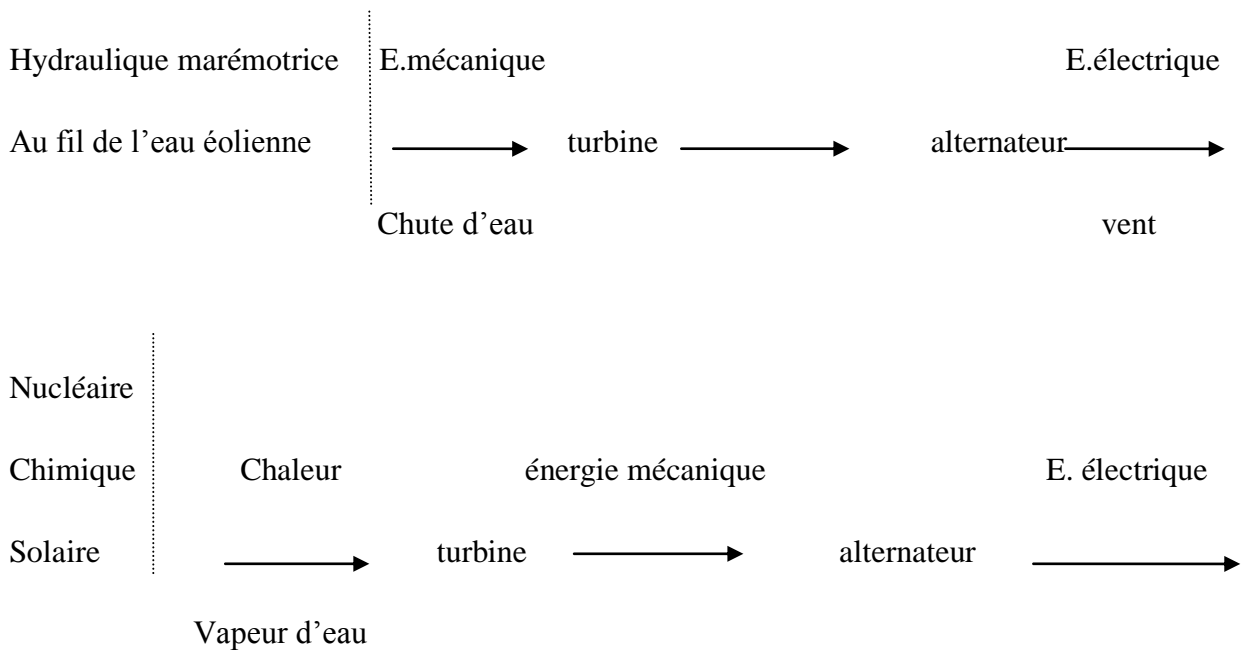 Hydraulique marémotrice E.mécanique E.électrique
Au fil de l’eau éolienne turbine alternateur
Chute d’eau vent
Nucléaire
Chimique Chaleur énergie mécanique E. électrique
Solaire turbine alternateur
Vapeur d’eau